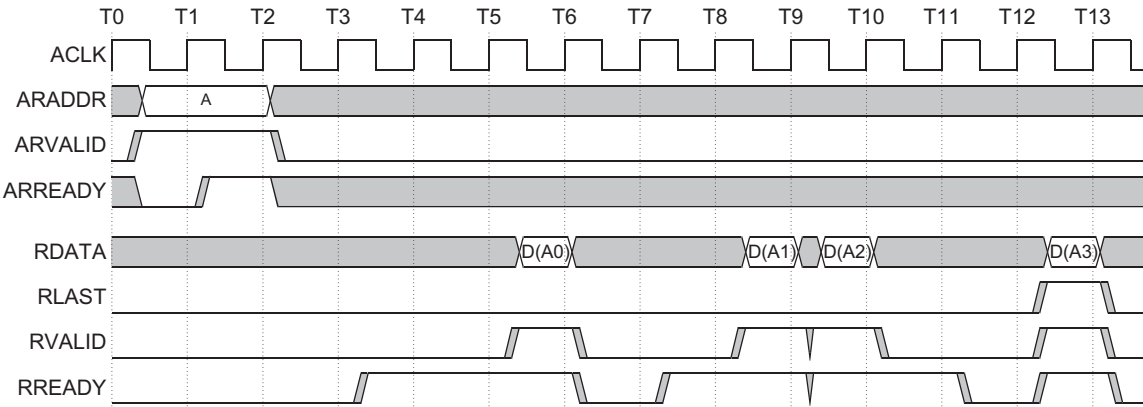 T0 T1 T2 T3 T4 T5 T6 T7 T8 T9 T10 T11 T12 T13
ACLK
ARADDR A
ARVALID
ARREADY
RDATA D(A0) D(A1) D(A2) D(A3)
RLAST
RVALID
RREADY